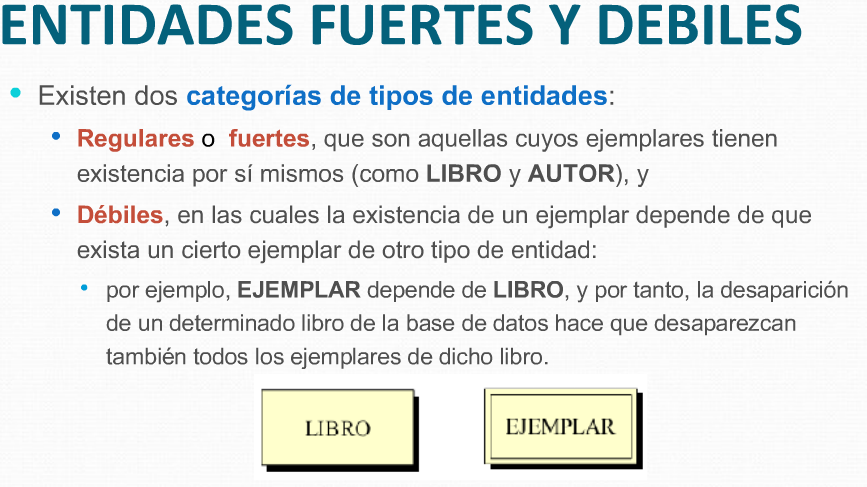 ENTIDADES FUERTES Y DEBILES
• Existen dos categorías de tipos de entidades:
• Regulares o fuertes, que son aquellas cuyos ejemplares tienen
existencia por sí mismos (como LIBRO y AUTOR), y
• Débiles, en las cuales la existencia de un ejemplar depende de que
exista un cierto ejemplar de otro tipo de entidad:
• por ejemplo, EJEMPLAR depende de LIBRO, y por tanto, la desaparición
de un determinado libro de la base de datos hace que desaparezcan
también todos los ejemplares de dicho libro.
LIBRO
EJEMPLAR